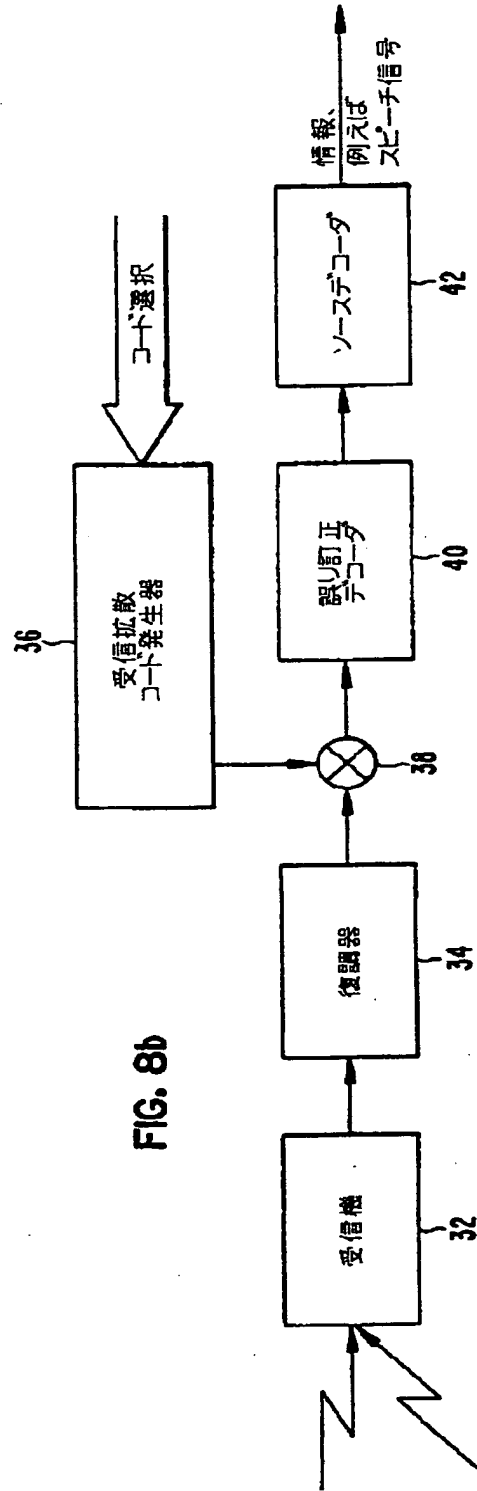 FIG. 8b
受信機
32
復調器
34
38
受信拡散
コード発生器
36
コード選択
誤り訂正
デコーダ
40
ソースデコーダ
42
情報、
例えば
スピーチ信号